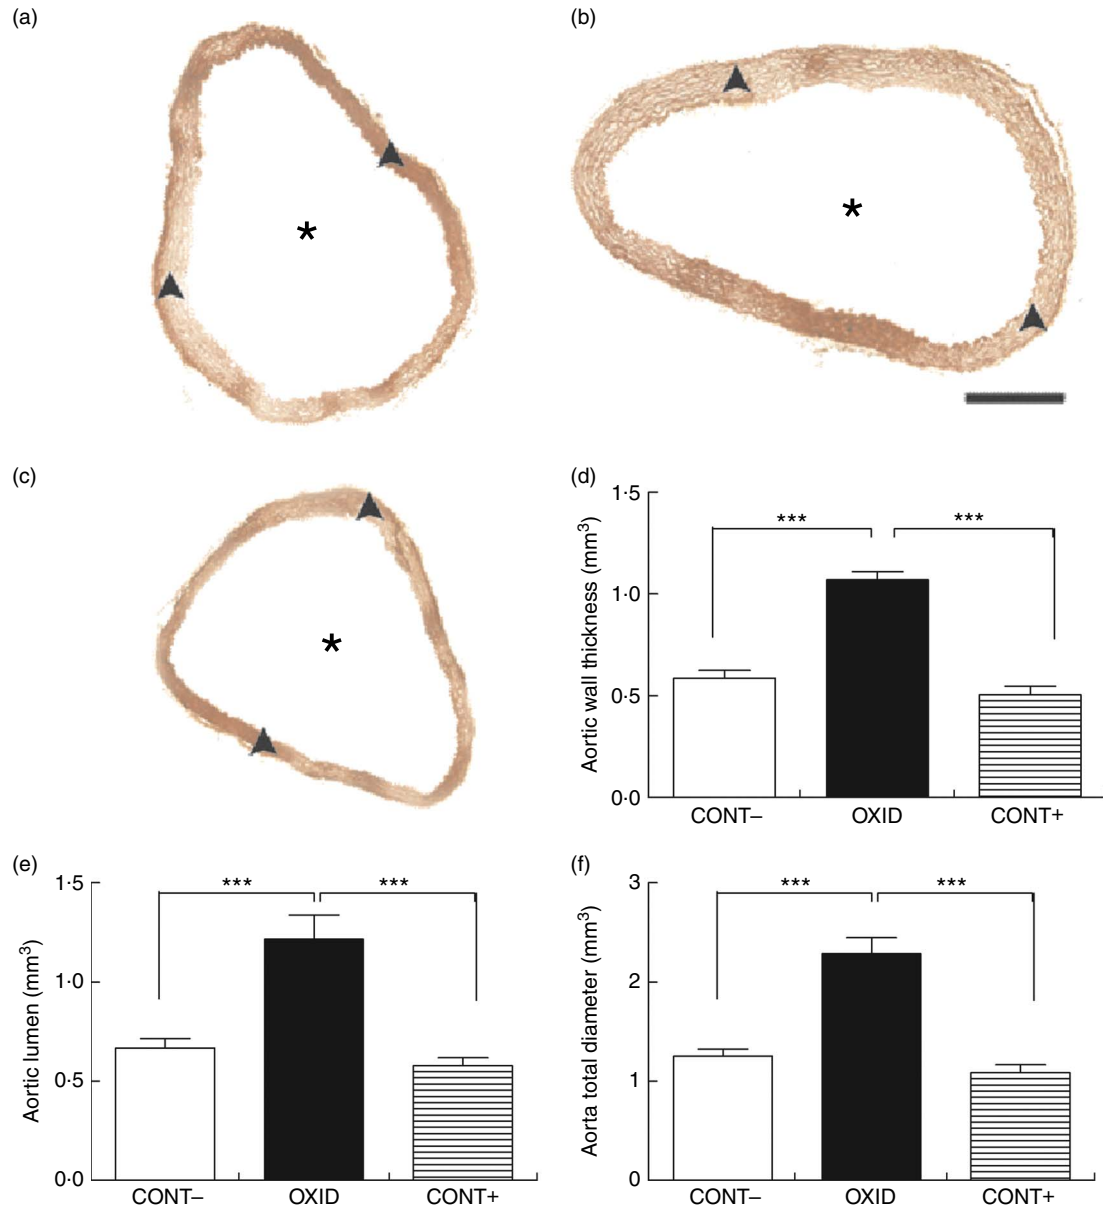 (a)
(b)
*
*
(c)
*
(d)
Aortic wall thickness (mm³)
1·5
1·0
0·5
0·0
***
***
CONT–
OXID
CONT+
(e)
Aortic lumen (mm³)
1·5
1·0
0·5
0·0
***
***
CONT–
OXID
CONT+
(f)
Aorta total diameter (mm³)
3
2
1
0
***
***
CONT–
OXID
CONT+